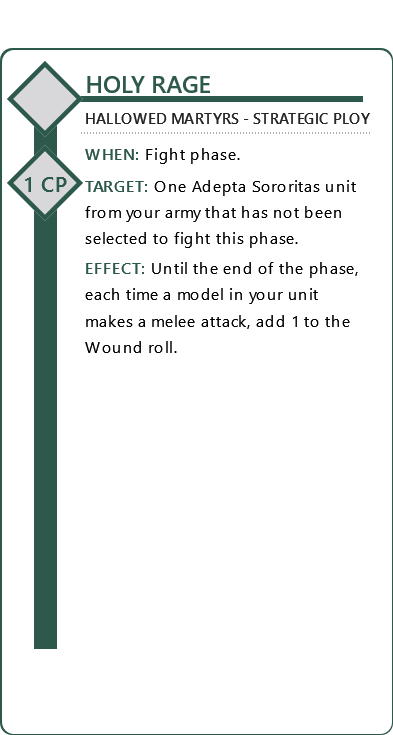 HOLY RAGE
HALLOWED MARTYRS - STRATEGIC PLOY
WHEN: Fight phase.
1 CP
TARGET: One Adepta Sororitas unit
from your army that has not been
selected to fight this phase.
EFFECT: Until the end of the phase,
each time a model in your unit
makes a melee attack, add 1 to the
Wound roll.